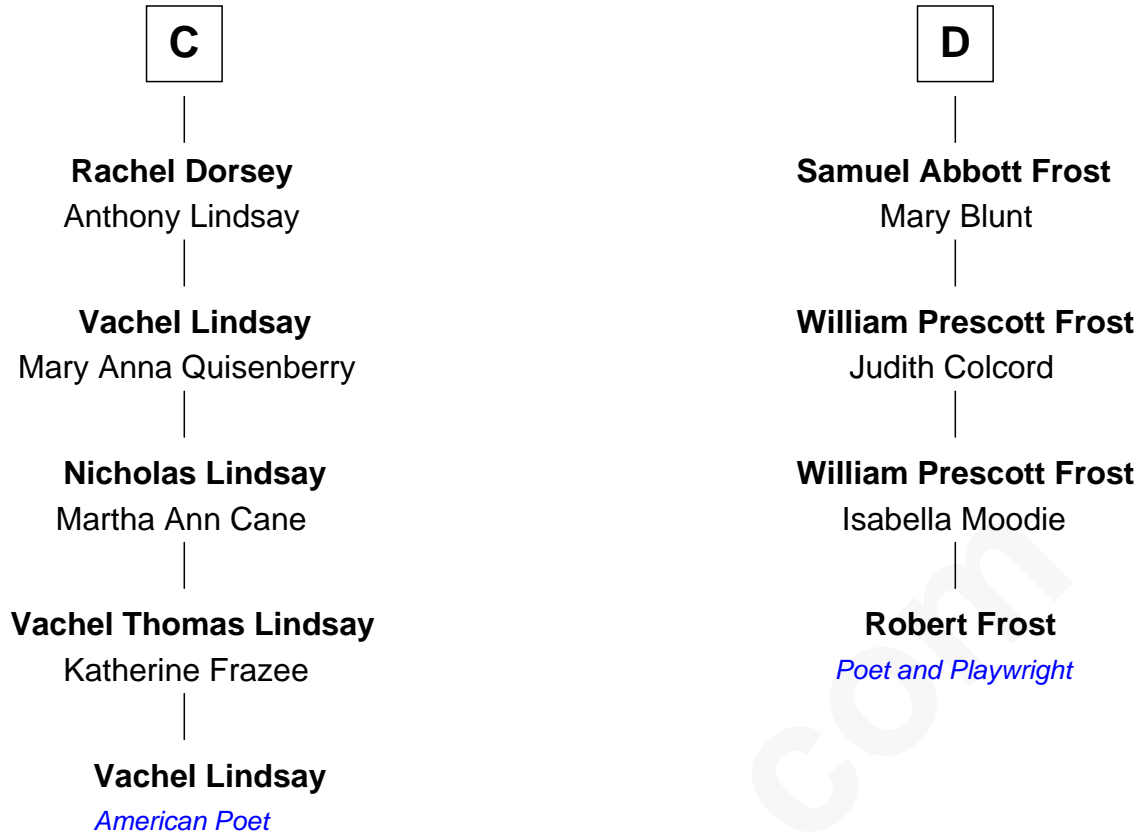 C
Rachel Dorsey
Anthony Lindsay
Vachel Lindsay
Mary Anna Quisenberry
Nicholas Lindsay
Martha Ann Cane
Vachel Thomas Lindsay
Katherine Frazee
Vachel Lindsay
American Poet
D
Samuel Abbott Frost
Mary Blunt
William Prescott Frost
Judith Colcord
William Prescott Frost
Isabella Moodie
Robert Frost
Poet and Playwright
com